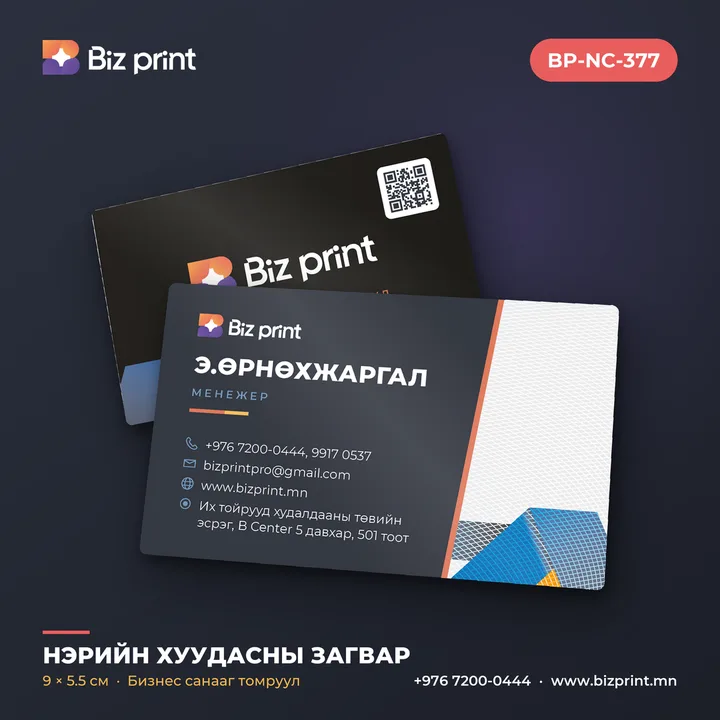 Biz print
BP-NC-377
Biz print
Biz print
Э.ӨРНӨХЖАРГАЛ
МЕНЕЖЕР
+976 7200-0444, 9917 0537
bizprintpro@gmail.com
www.bizprint.mn
Их тойрууд худалдааны төвийн
эсрэг, B Center 5 давхар, 501 тоот
НЭРИЙН ХУУДАСНЫ ЗАГВАР
9 × 5.5 см · Бизнес санааг томруул
+976 7200-0444 · www.bizprint.mn